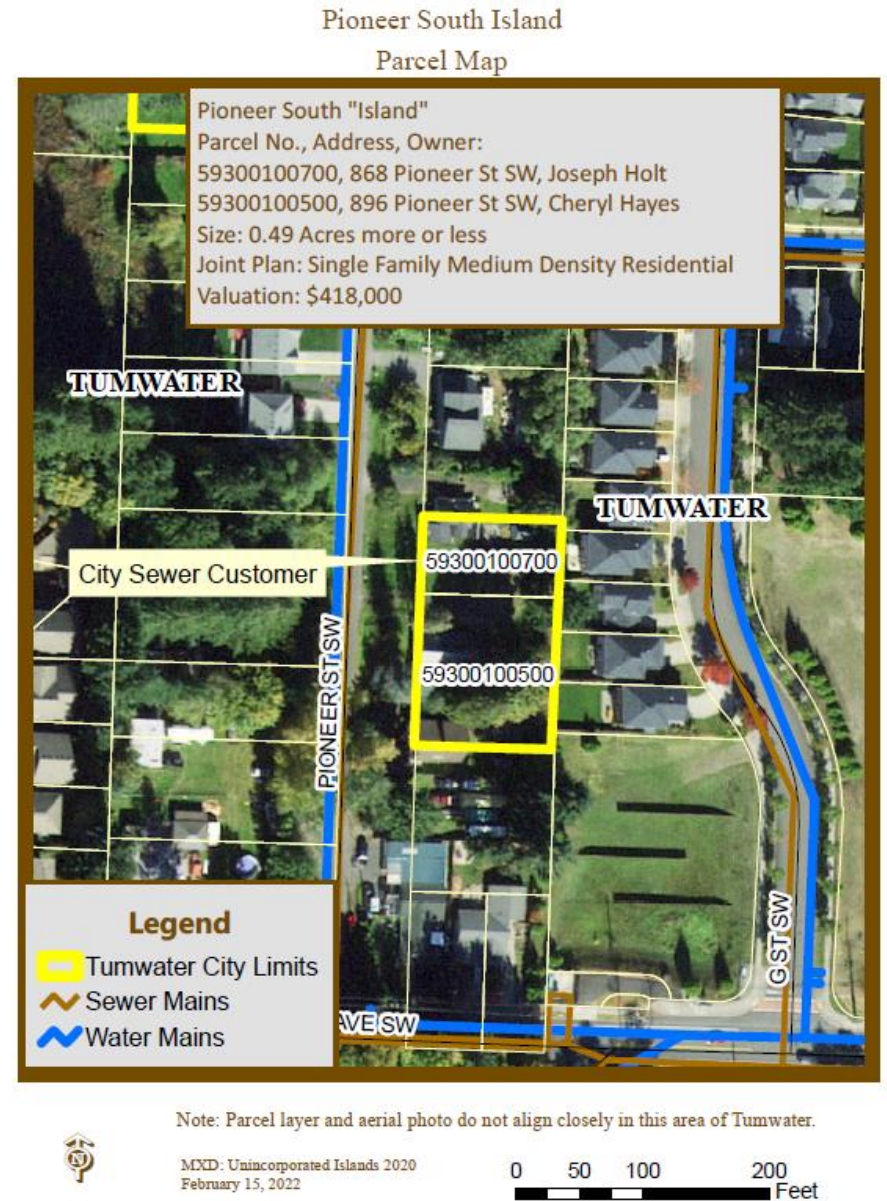 Pioneer South Island
Parcel Map
Pioneer South "Island"
Parcel No., Address, Owner:
59300100700, 868 Pioneer St SW, Joseph Holt
59300100500, 896 Pioneer St SW, Cheryl Hayes
Size: 0.49 Acres more or less
Joint Plan: Single Family Medium Density Residential
Valuation: $418,000
TUMWATER
TUMWATER
City Sewer Customer
59300100700
59300100500
PIONEER ST SW
G ST SW
AVE SW
Legend
Tumwater City Limits
Sewer Mains
Water Mains
Note: Parcel layer and aerial photo do not align closely in this area of Tumwater.
N
MXD: Unincorporated Islands 2020
February 15, 2022
0 50 100 200
Feet